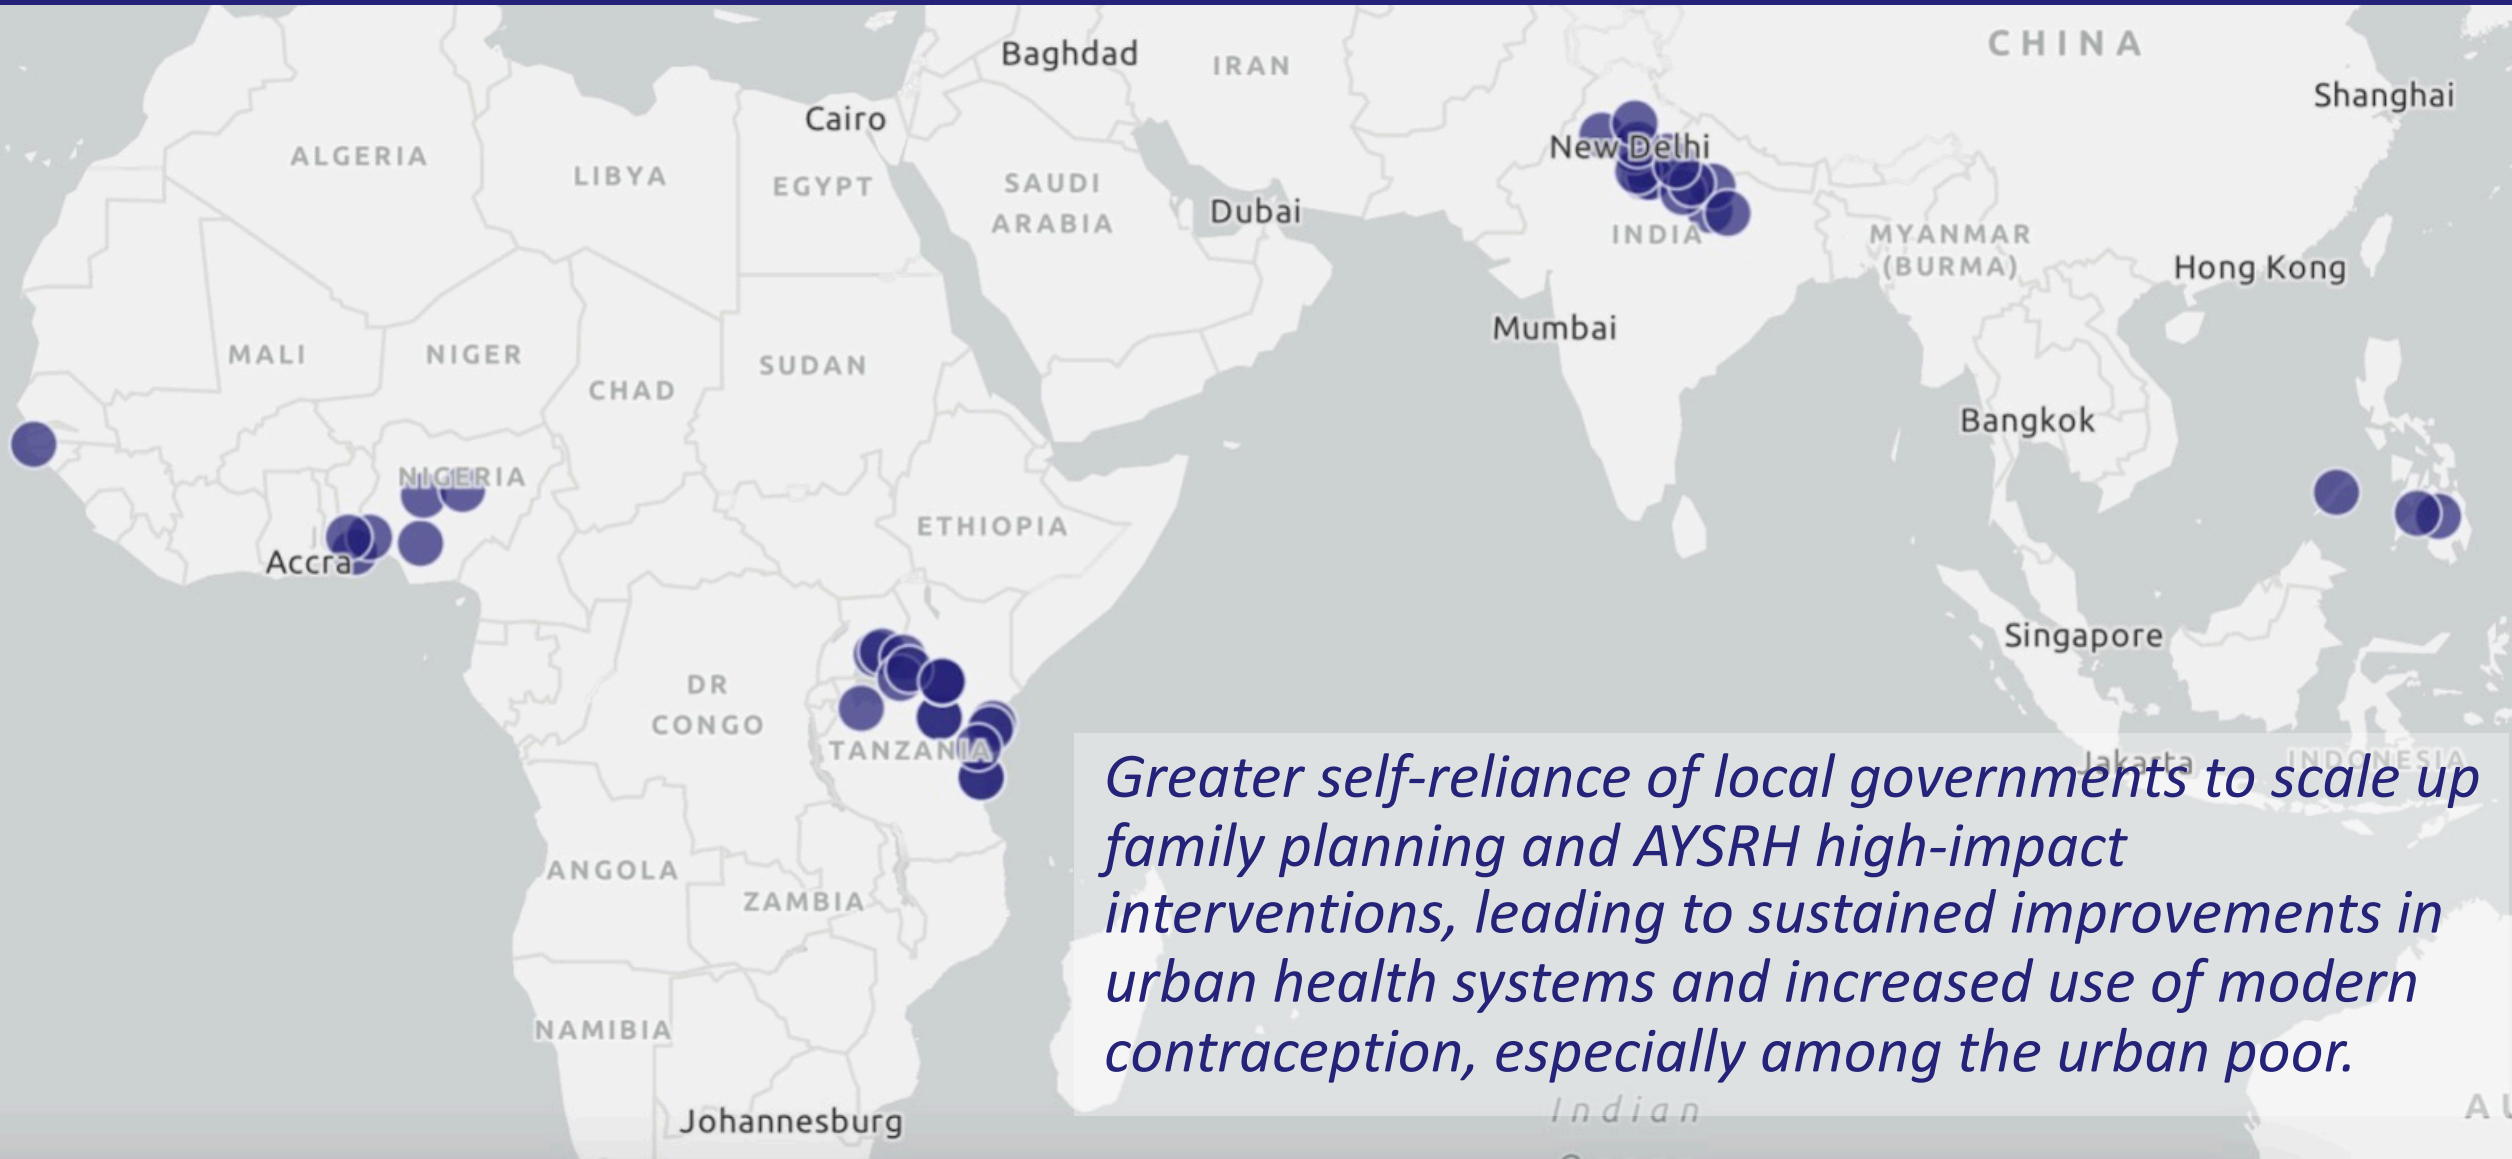 CHINA
Baghdad
IRAN
Shanghai
Cairo
New Delhi
ALGERIA
LIBYA
EGYPT
SAUDI
ARABIA
Dubai
INDIA
MYANMAR
(BURMA)
Hong Kong
Mumbai
MALI
NIGER
SUDAN
CHAD
Bangkok
NIGERIA
ETHIOPIA
Accra
Singapore
DR
CONGO
TANZANIA
Jakarta
INDONESIA
Greater self-reliance of local governments to scale up
family planning and AYSRH high-impact
interventions, leading to sustained improvements in
urban health systems and increased use of modern
contraception, especially among the urban poor.
ANGOLA
ZAMBIA
NAMIBIA
Johannesburg
Indian